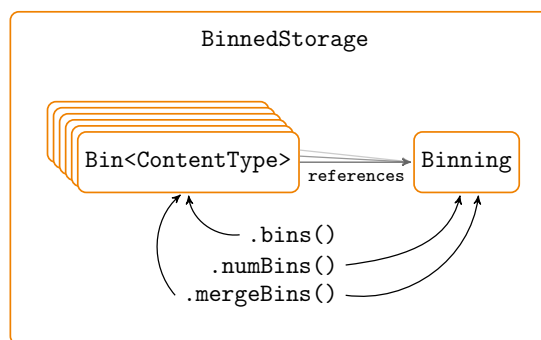 BinnedStorage
Bin<ContentType>
references
Binning
.bins()
.numBins()
.mergeBins()